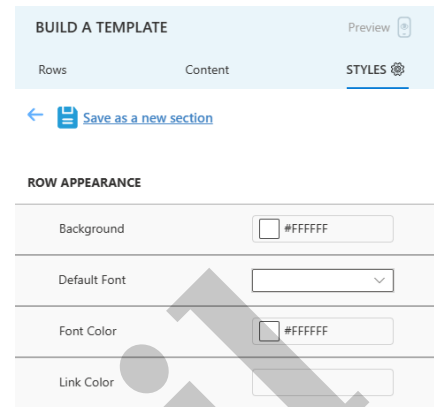 BUILD A TEMPLATE Preview
Rows Content STYLES
Save as a new section
ROW APPEARANCE
Background #FFFFFF
Default Font
Font Color #FFFFFF
Link Color